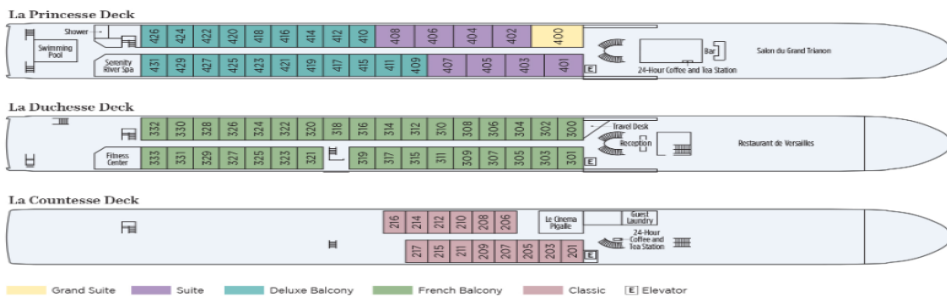 La Princesse Deck
Shower
426 424 422 420 418 416 414 412 410 408 406 404 402 400
Swimming
Pool
Serenity
River Spa
431 429 427 425 423 421 419 417 415 411 409 407 405 403 401
E
Bar
24-Hour Coffee and Tea Station
Salon du Grand Trianon
La Duchesse Deck
332 330 328 326 324 322 320 318 316 314 312 310 308 306 304 302 300
Travel Desk
Reception
Restaurant de Versailles
Fitness
Center
333 331 329 327 325 323 321 319 317 315 311 309 307 305 303 301
E
La Countesse Deck
216 214 212 210 208 206
Le Cinema
Pigalle
Guest
Laundry
24-Hour
Coffee and
Tea Station
217 215 211 209 207 205 203 201
E
Grand Suite Suite Deluxe Balcony French Balcony Classic E Elevator